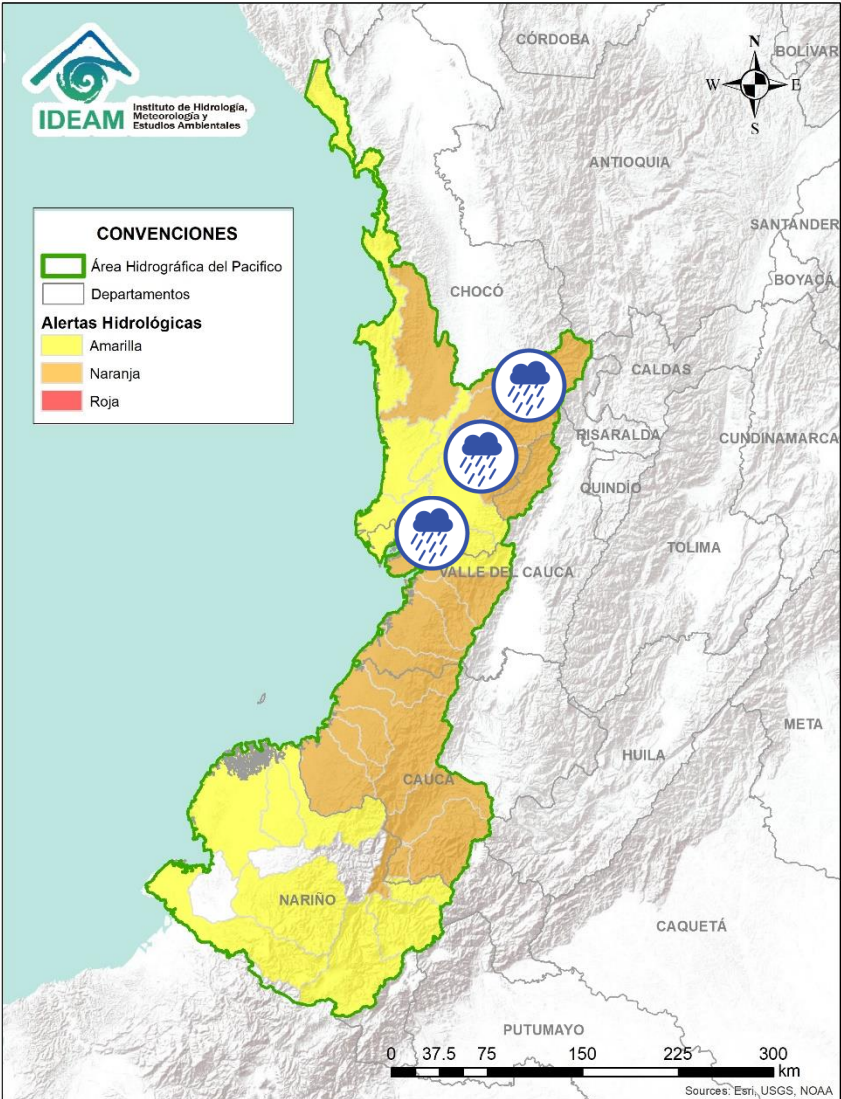 IDEAM
Instituto de Hidrología,
Meteorología y
Estudios Ambientales
CÓRDOBA
BOLÍVAR
N
W
E
S
ANTIOQUIA
SANTANDER
BOYACÁ
CONVENCIONES
Área Hidrográfica del Pacifico
Departamentos
Alertas Hidrológicas
Amarilla
Naranja
Roja
CHOCÓ
CALDAS
RISARALDA
CUNDINAMARCA
QUINDÍO
TOLIMA
VALLE DEL CAUCA
META
HUILA
CAUCA
NARIÑO
CAQUETÁ
PUTUMAYO
0 37.5 75 150 225 300
km
Sources: Esri, USGS, NOAA